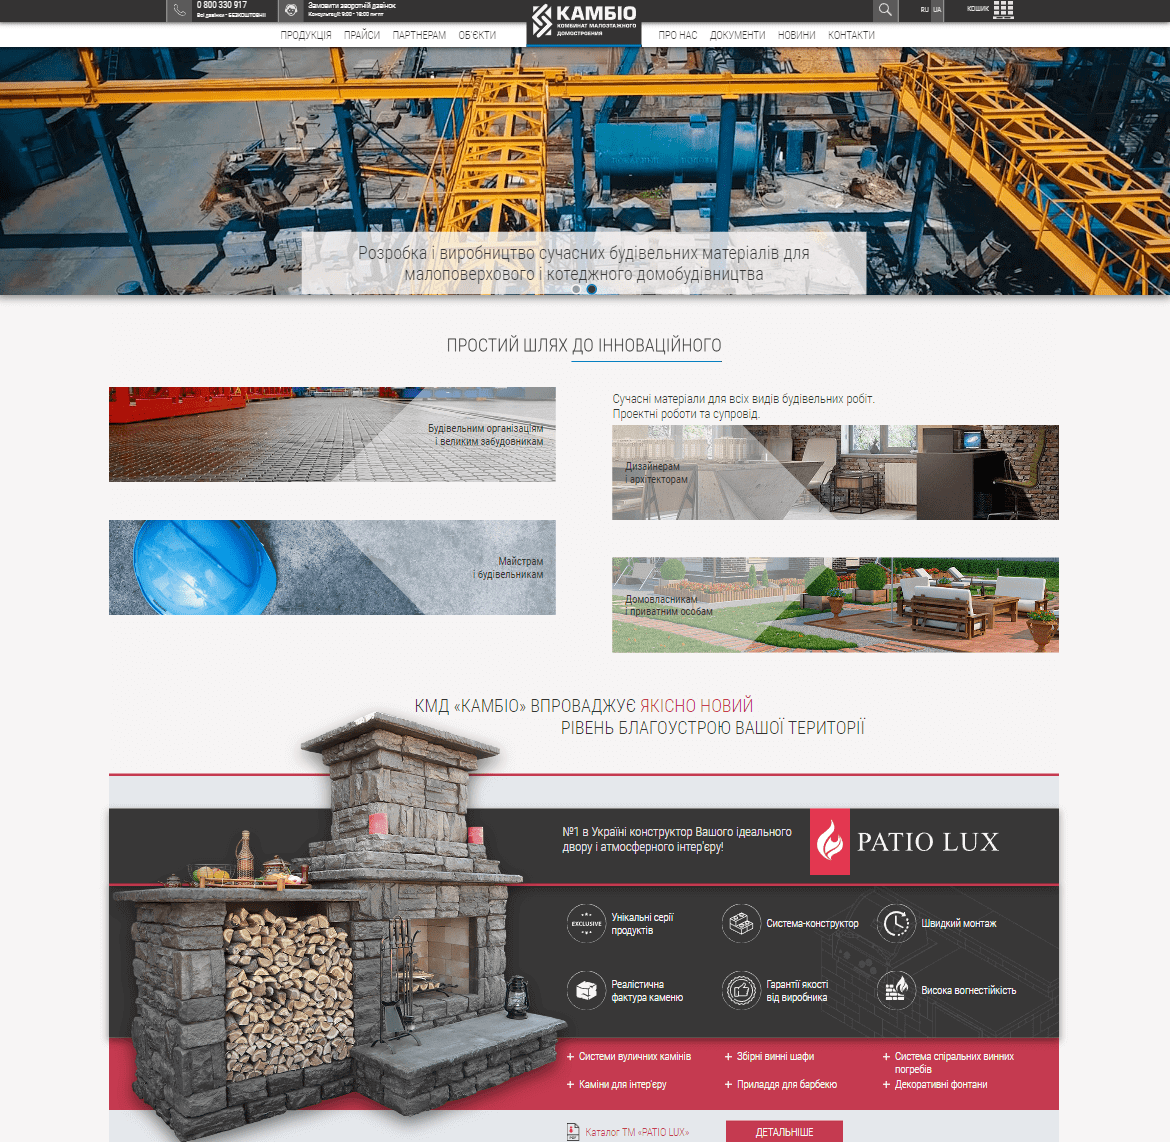 0 800 330 917
Всі дзвінки - БЕЗКОШТОВНІ
Замовити зворотній дзвінок
Консультації: 9:00 - 18:00 пн-пт
RU UA
КОШИК
КАМБІО
КОМБИНАТ МАЛОЭТАЖНОГО
ДОМОСТРОЕНИЯ
ПРОДУКЦІЯ ПРАЙСИ ПАРТНЕРАМ ОБ'ЄКТИ
ПРО НАС ДОКУМЕНТИ НОВИНИ КОНТАКТИ
Розробка і виробництво сучасних будівельних матеріалів для
малоповерхового і котеджного домобудівництва
ПРОСТИЙ ШЛЯХ ДО ІННОВАЦІЙНОГО
Будівельним організаціям
і великим забудовникам
Сучасні матеріали для всіх видів будівельних робіт.
Проектні роботи та супровід.
Дизайнерам
і архітекторам
Майстрам
і будівельникам
Домовласникам
і приватним особам
КМД «КАМБІО» ВПРОВАДЖУЄ ЯКІСНО НОВИЙ
РІВЕНЬ БЛАГОУСТРОЮ ВАШОЇ ТЕРИТОРІЇ
№1 в Україні конструктор Вашого ідеального
двору і атмосферного інтер'єру!
PATIO LUX
EXCLUSIVE
Унікальні серії
продуктів
Система-конструктор
Швидкий монтаж
Реалістична
фактура каменю
Гарантії якості
від виробника
Висока вогнестійкість
+ Системи вуличних камінів
+ Збірні винні шафи
+ Система спіральних винних
погребів
+ Каміни для інтер'єру
+ Приладдя для барбекю
+ Декоративні фонтани
PDF
Каталог ТМ «PATIO LUX»
ДЕТАЛЬНІШЕ